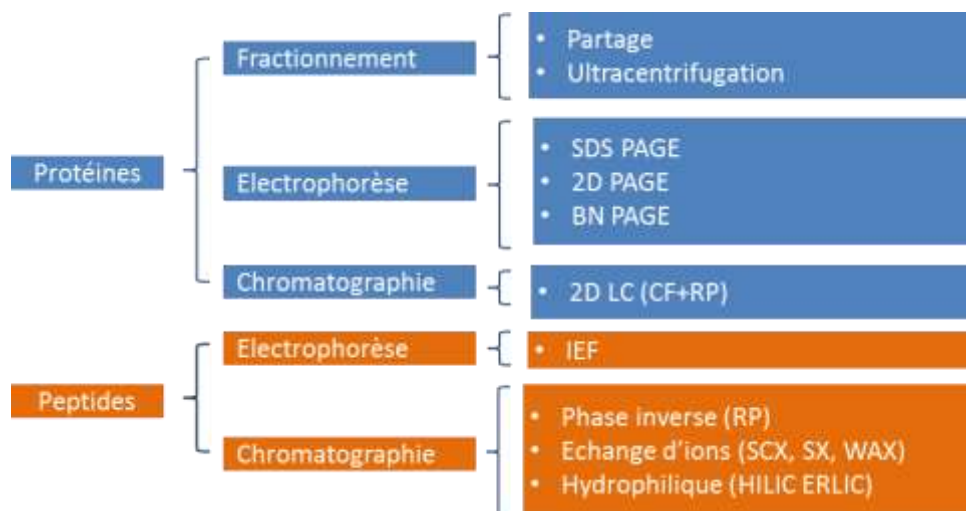 Protéines
Fractionnement
• Partage
• Ultracentrifugation
Electrophorèse
• SDS PAGE
• 2D PAGE
• BN PAGE
Chromatographie
• 2D LC (CF+RP)
Peptides
Electrophorèse
• IEF
Chromatographie
• Phase inverse (RP)
• Echange d'ions (SCX, SX, WAX)
• Hydrophilique (HILIC ERLIC)